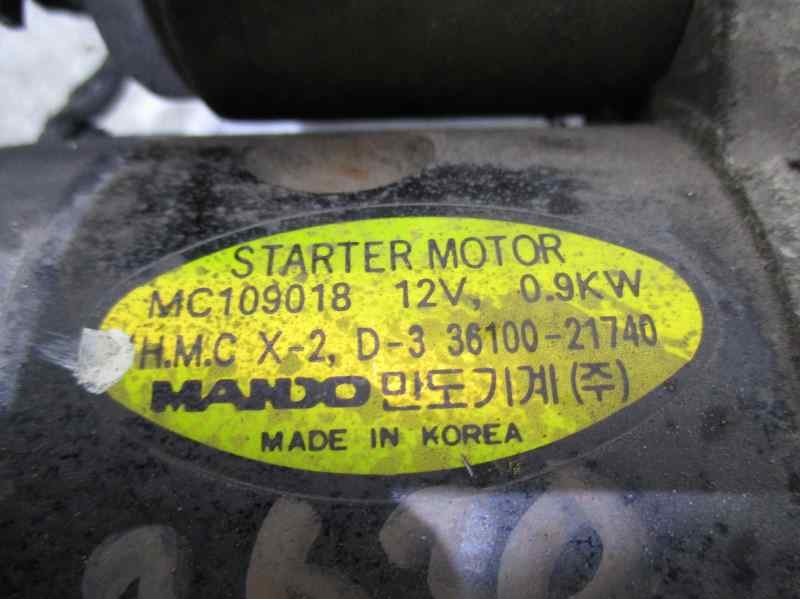 STARTER MOTOR
MC109018 12V, 0.9KW
H.M.C X-2, D-3 36100-21740
MANDO 만도기계(주)
MADE IN KOREA